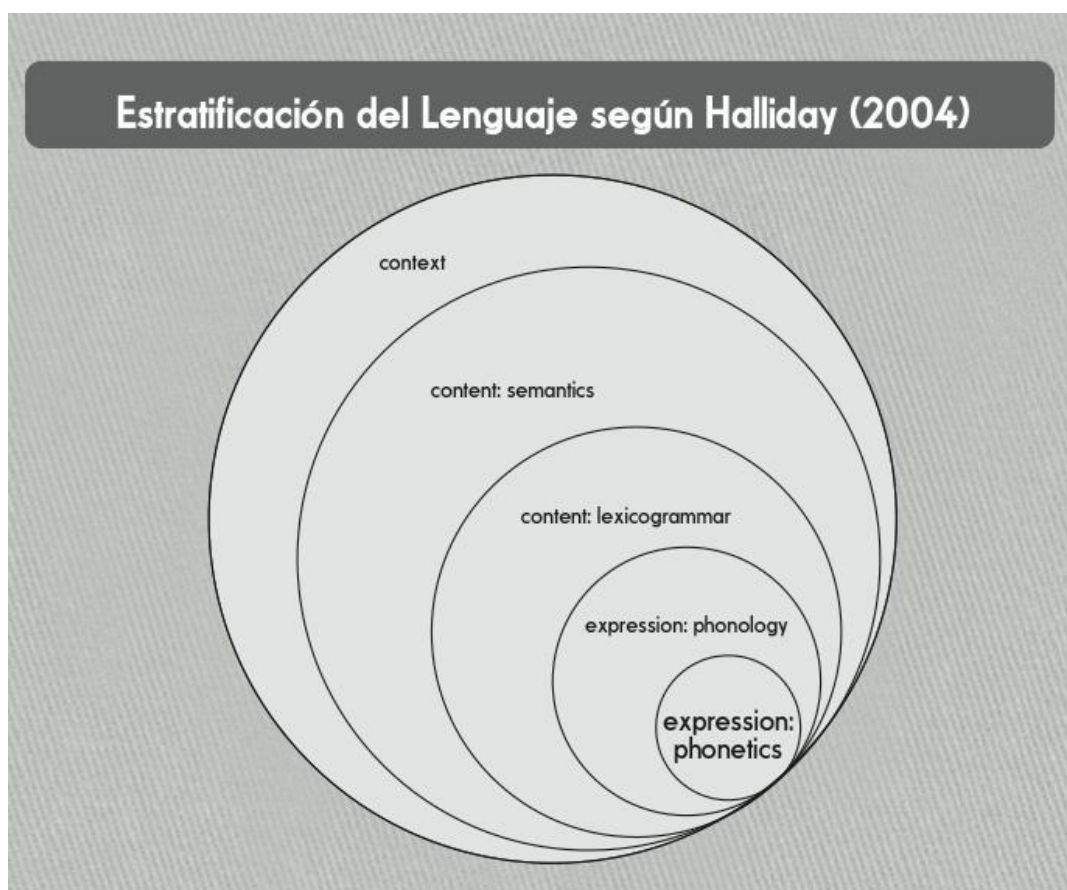 Estratificación del Lenguaje según Halliday (2004)
context
content: semantics
content: lexicogrammar
expression: phonology
expression:
phonetics